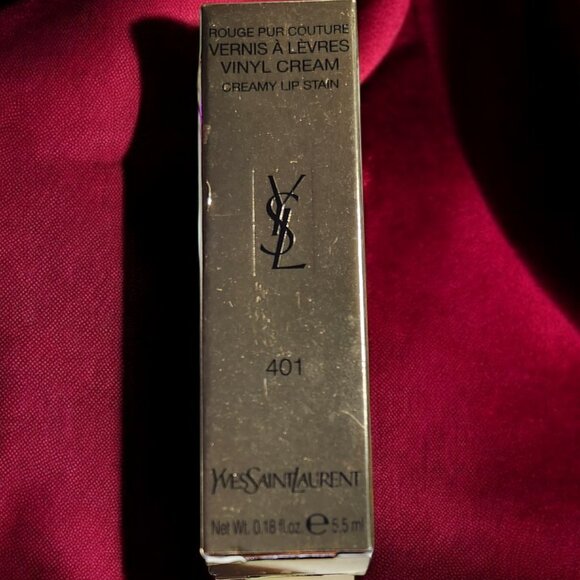 ROUGE PUR COUTURE
VERNIS À LÈVRES
VINYL CREAM
CREAMY LIP STAIN
YSL
401
YVESSAINTLAURENT
Net Wt. 0.18 fl.oz. e 5.5 ml